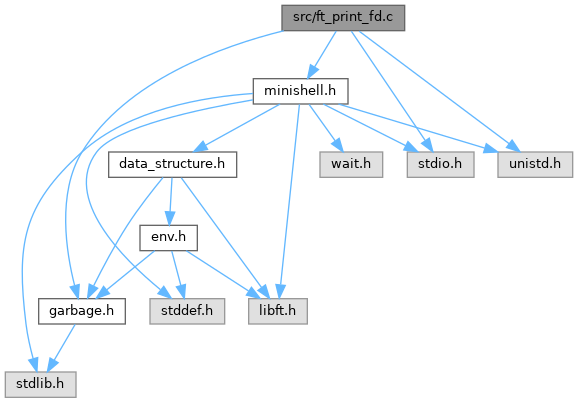 src/ft_print_fd.c
minishell.h
data_structure.h
wait.h
stdio.h
unistd.h
env.h
garbage.h
stddef.h
libft.h
stdlib.h